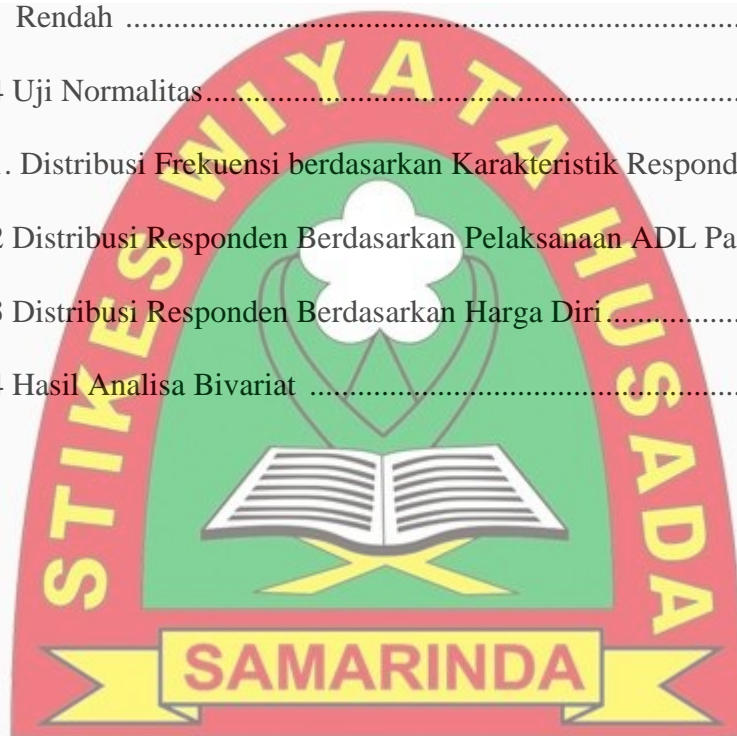 Rendah ..........................................................................
4 Uji Normalitas..................................................................
. Distribusi Frekuensi berdasarkan Karakteristik Respond
2 Distribusi Responden Berdasarkan Pelaksanaan ADL Pa
3 Distribusi Responden Berdasarkan Harga Diri.................
4 Hasil Analisa Bivariat ......................................................
STIKES WIYATA HUSADA
SAMARINDA